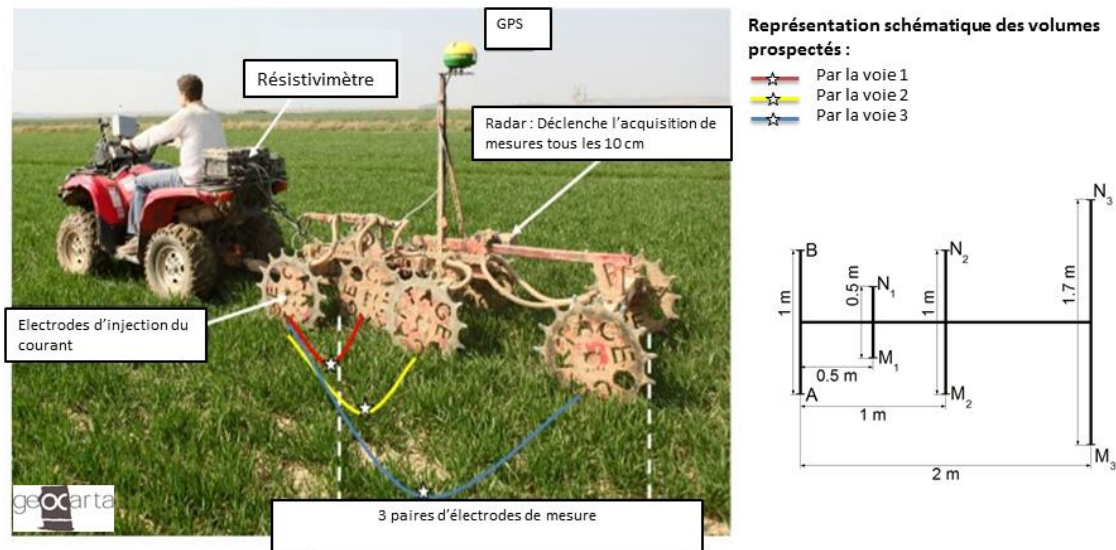 GPS
Résistivimètre
Radar : Déclenche l'acquisition de
mesures tous les 10 cm
Electrodes d'injection du
courant
3 paires d'électrodes de mesure
geocarta
Représentation schématique des volumes
prospectés :
Par la voie 1
Par la voie 2
Par la voie 3
B
1 m
A
N1
0.5 m
M1
0.5 m
N2
1 m
M2
1 m
N3
1.7 m
M3
2 m